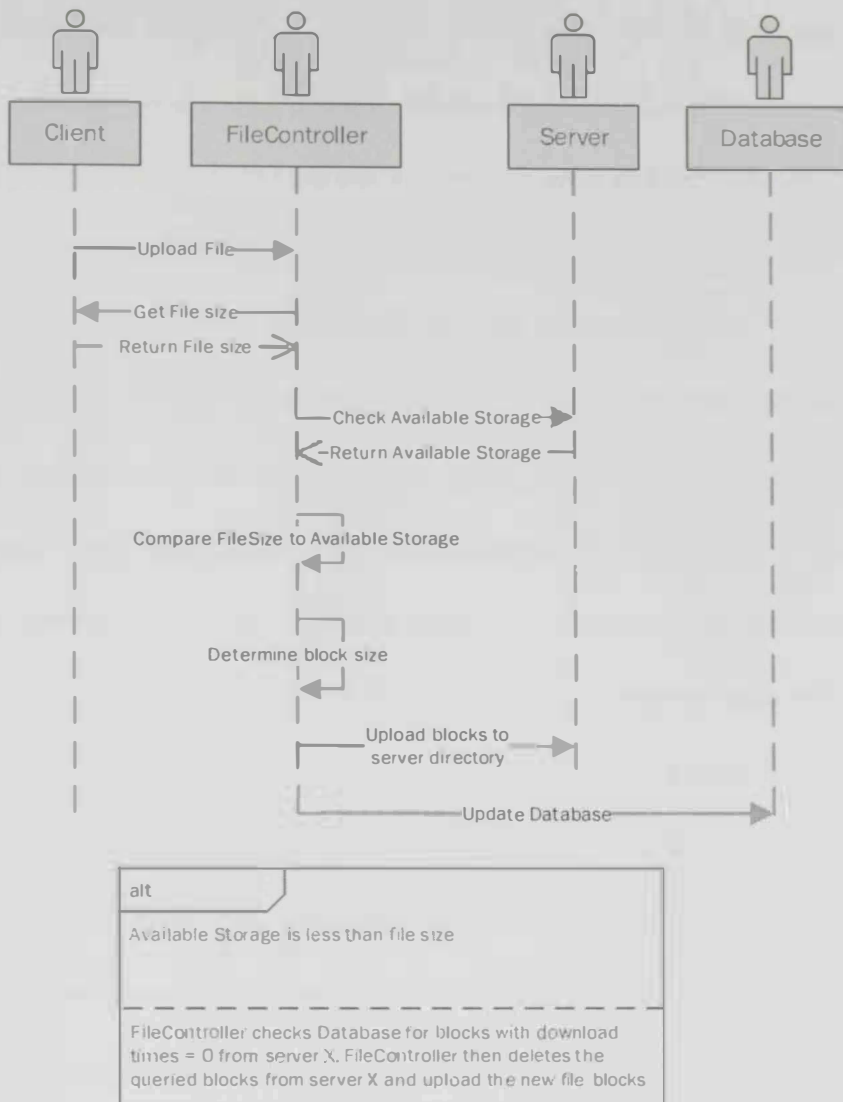 Client
FileController
Server
Database
Upload File
Get File size
Return File size
Check Available Storage
Return Available Storage
Compare FileSize to Available Storage
Determine block size
Upload blocks to
server directory
Update Database
alt
Available Storage is less than file size
FileController checks Database for blocks with download
times = 0 from server X. FileController then deletes the
queried blocks from server X and upload the new file blocks